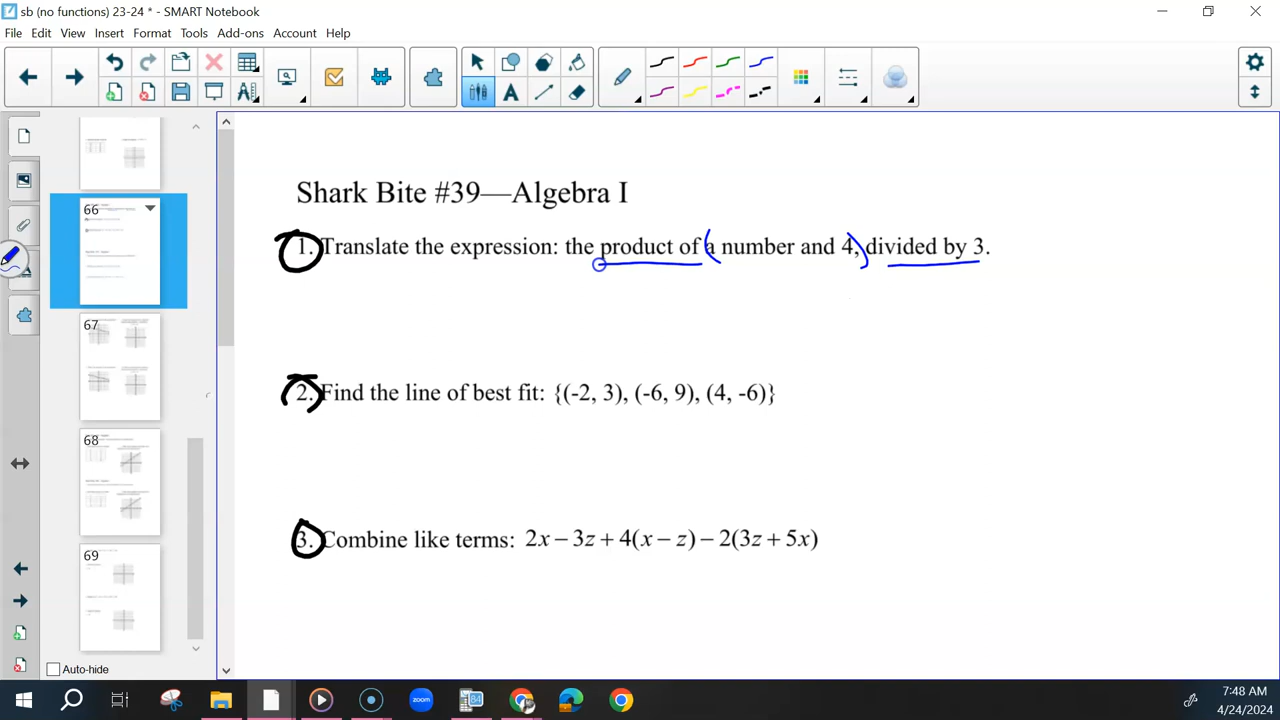 sb (no functions) 23-24 * - SMART Notebook
File Edit View Insert Format Tools Add-ons Account Help
66
67
68
69
Auto-hide
Shark Bite #39—Algebra I
1. Translate the expression: the product of a number and 4, divided by 3.
2. Find the line of best fit: {(-2, 3), (-6, 9), (4, -6)}
3. Combine like terms: 2x − 3z + 4(x − z) − 2(3z + 5x)
zoom
7:48 AM
4/24/2024